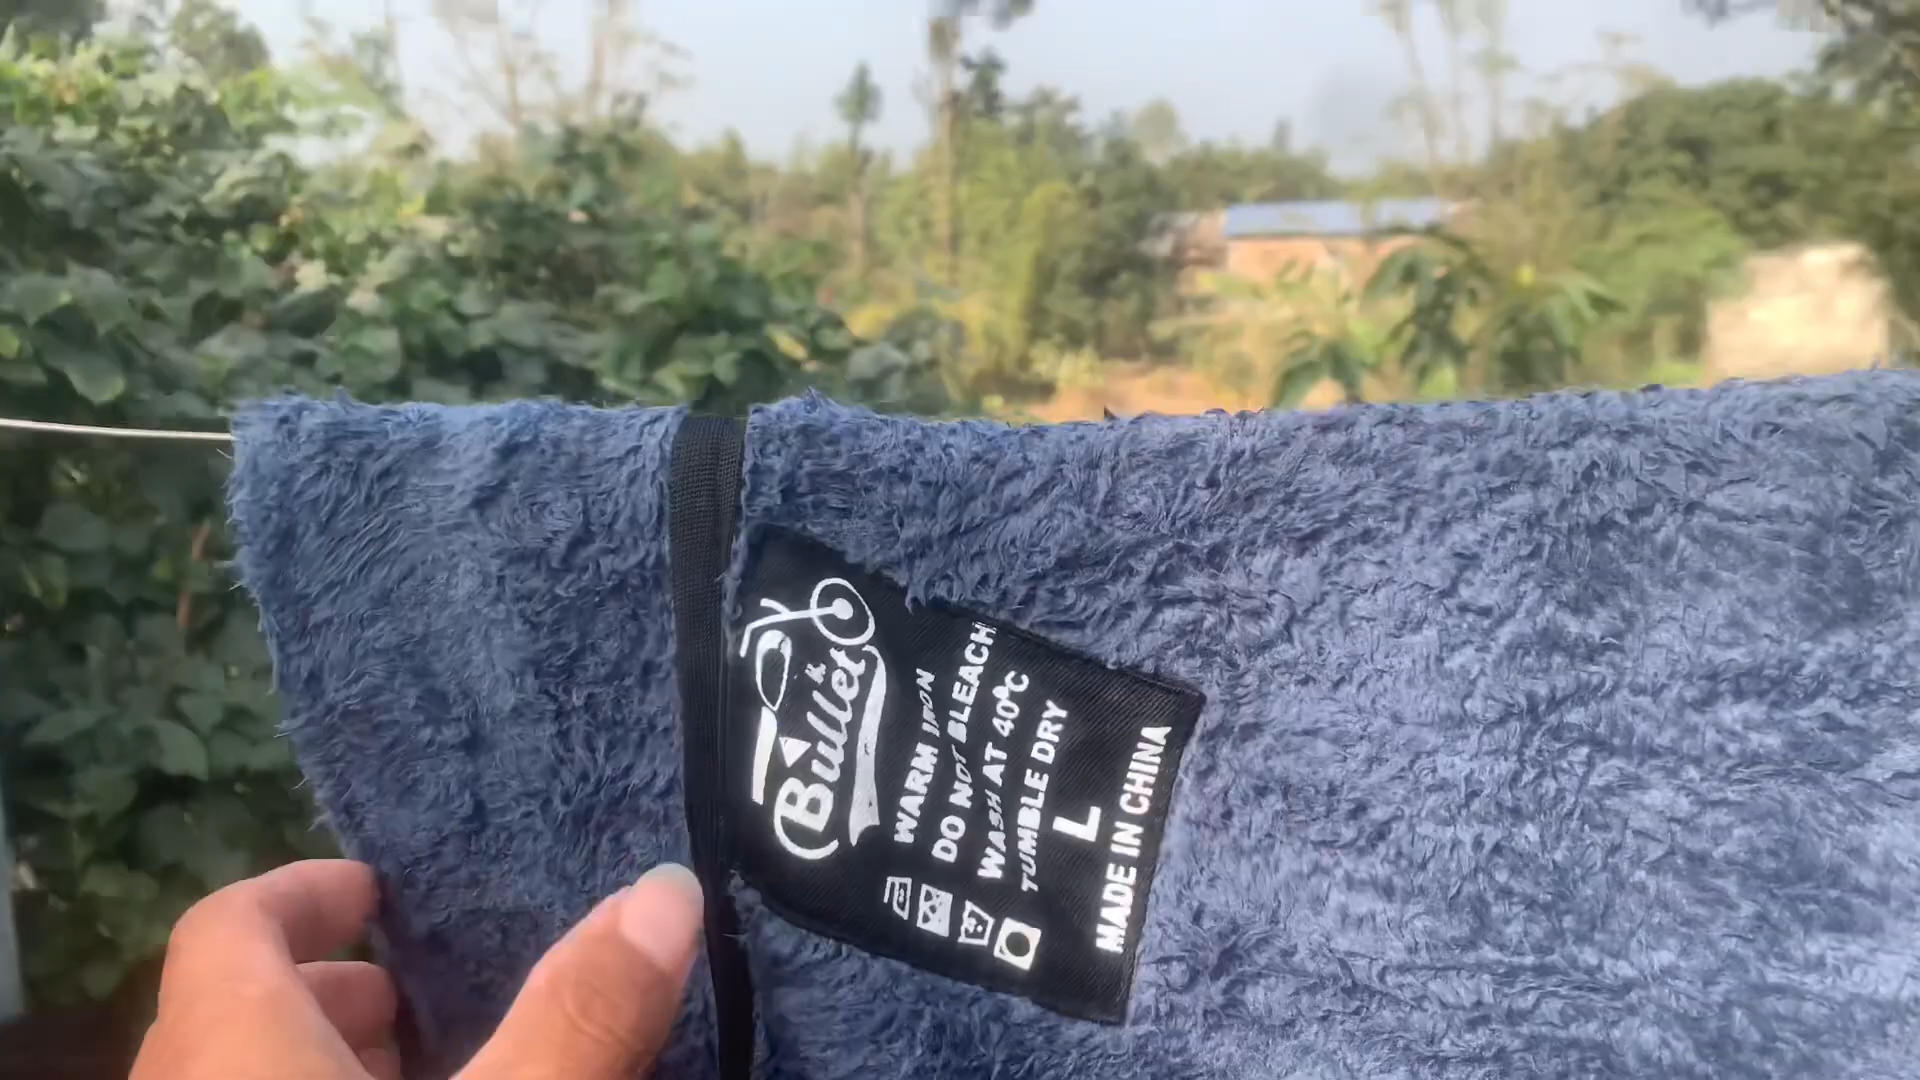 Bullet
WARM IRON
DO NOT BLEACH
WASH AT 40°C
TUMBLE DRY
L
MADE IN CHINA